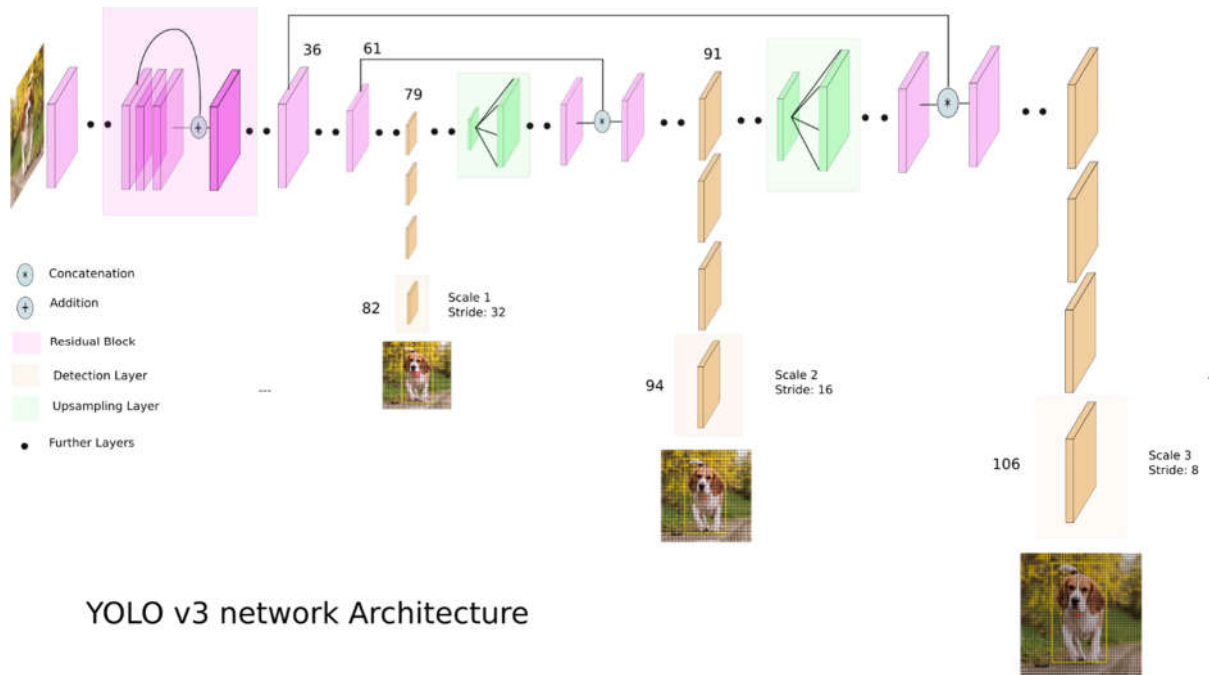 36
61
91
79
*
*
+
* Concatenation
+ Addition
Residual Block
Detection Layer
Upsampling Layer
Further Layers
82
Scale 1
Stride: 32
---
94
Scale 2
Stride: 16
106
Scale 3
Stride: 8
YOLO v3 network Architecture